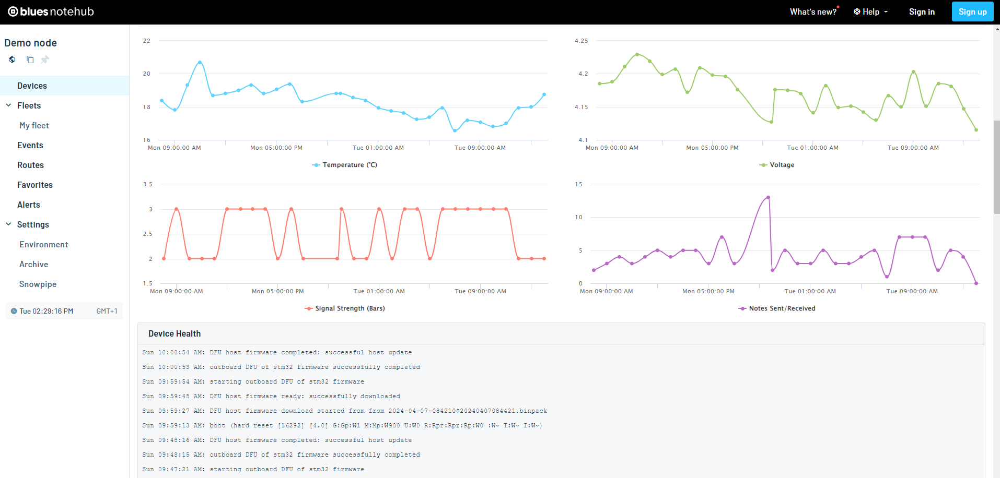 blues notehub
What's new?
Help
Sign in
Sign up
Demo node
Devices
Fleets
My fleet
Events
Routes
Favorites
Alerts
Settings
Environment
Archive
Snowpipe
Tue 02:29:16 PM GMT+1
22
20
18
16
Mon 09:00:00 AM Mon 05:00:00 PM Tue 01:00:00 AM Tue 09:00:00 AM
Temperature (°C)
4.25
4.2
4.15
4.1
Mon 09:00:00 AM Mon 05:00:00 PM Tue 01:00:00 AM Tue 09:00:00 AM
Voltage
3.5
3
2.5
2
1.5
Mon 09:00:00 AM Mon 05:00:00 PM Tue 01:00:00 AM Tue 09:00:00 AM
Signal Strength (Bars)
15
10
5
0
Mon 09:00:00 AM Mon 05:00:00 PM Tue 01:00:00 AM Tue 09:00:00 AM
Notes Sent/Received
Device Health
Sun 10:00:54 AM: DFU host firmware completed: successful host update
Sun 10:00:53 AM: outboard DFU of stm32 firmware successfully completed
Sun 09:59:54 AM: starting outboard DFU of stm32 firmware
Sun 09:59:48 AM: DFU host firmware ready: successfully downloaded
Sun 09:59:27 AM: DFU host firmware download started from from 2024-04-07-084210$20240407084421.binpack
Sun 09:59:13 AM: boot (hard reset [16292] [4.0] G:Gp:W1 M:Mp:W900 U:W0 R:Rpr:Rpr:Rp:W0 :W~ T:W~ I:W~)
Sun 09:48:16 AM: DFU host firmware completed: successful host update
Sun 09:48:15 AM: outboard DFU of stm32 firmware successfully completed
Sun 09:47:21 AM: starting outboard DFU of stm32 firmware